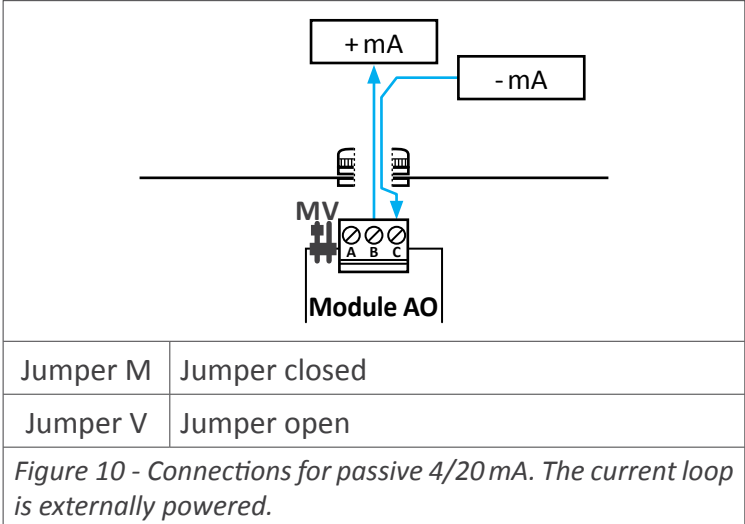 + mA
- mA
MV
A B C
Module AO
Jumper M Jumper closed
Jumper V Jumper open
Figure 10 - Connections for passive 4/20 mA. The current loop
is externally powered.